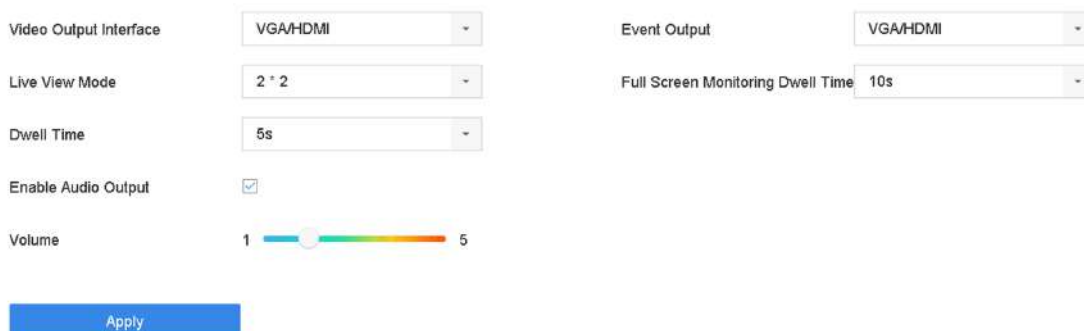 Video Output Interface VGA/HDMI Event Output VGA/HDMI
Live View Mode 2 * 2 Full Screen Monitoring Dwell Time 10s
Dwell Time 5s
Enable Audio Output
Volume 1 5
Apply